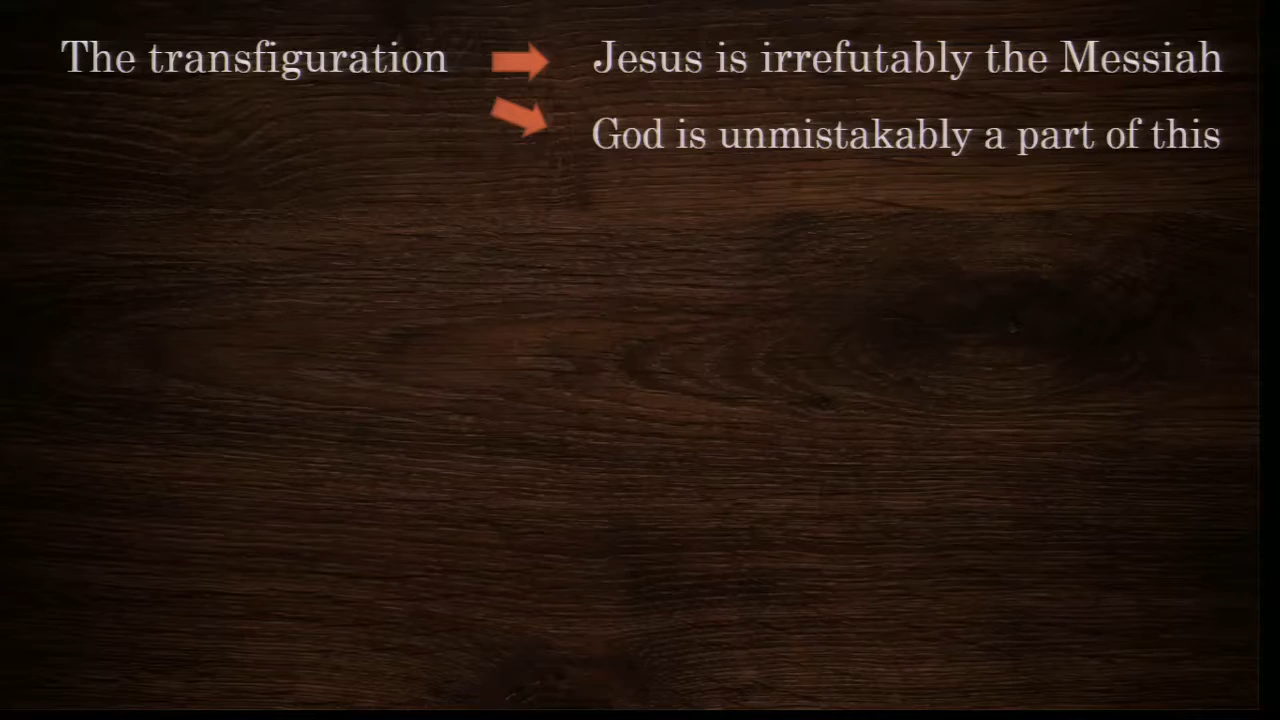 The transfiguration
Jesus is irrefutably the Messiah
God is unmistakably a part of this